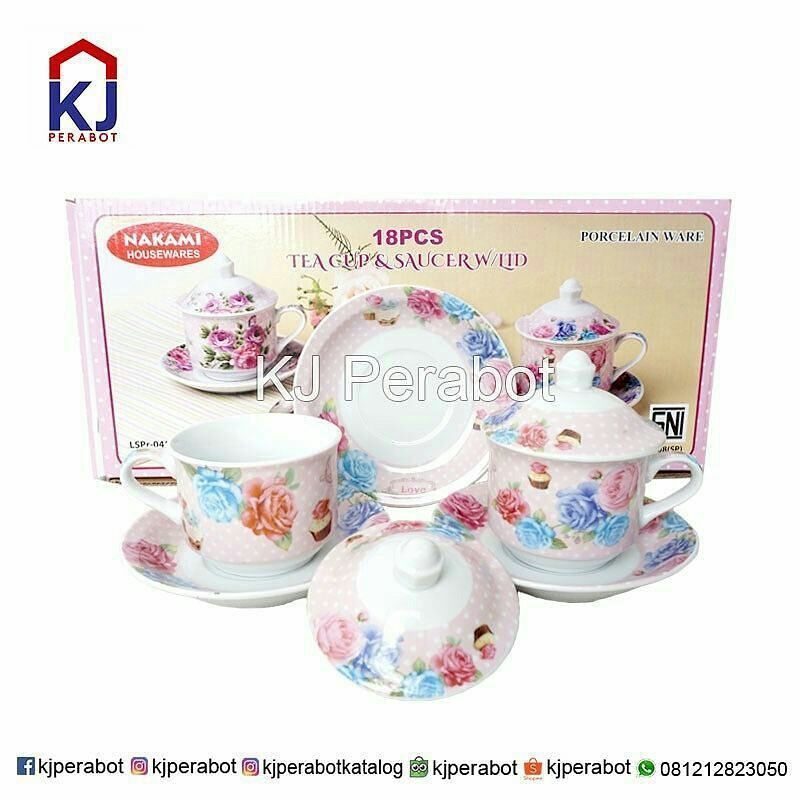 KJ
PERABOT
NAKAMI
HOUSEWARES
18PCS
TEA CUP & SAUCER W/LID
PORCELAIN WARE
KJ Perabot
SNI
Love
kjperabot kjperabot kjperabotkatalog kjperabot kjperabot 081212823050